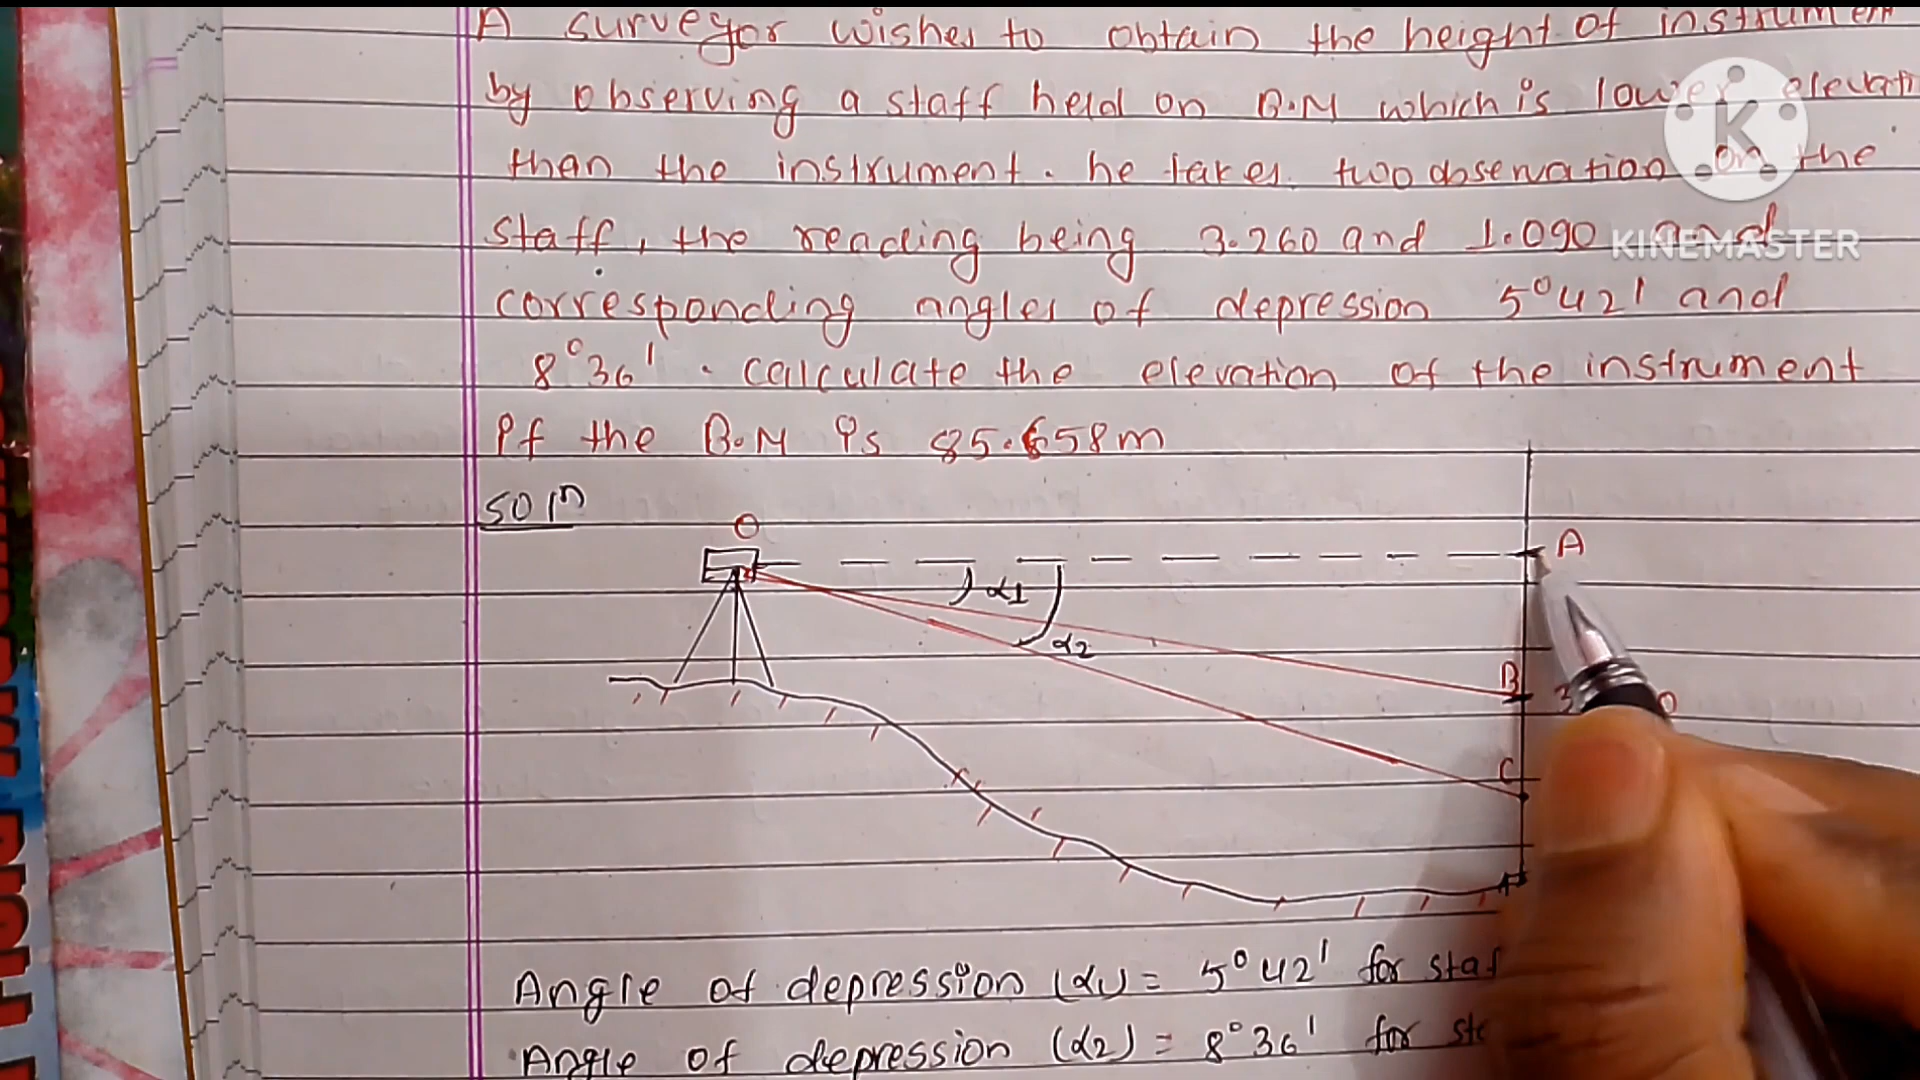 A surveyor wishes to obtain the height of instrument
by observing a staff held on B.M which is lower elevati
than the instrument. he takes two observation on the
staff, the reading being 3.260 and 1.090 and
corresponding angles of depression 5°42' and
8°36'. calculate the elevation of the instrument
If the B.M is 85.658m
Sol n
O
A
α1
α2
B
C
Angle of depression (α1) = 5°42' for staf
Angle of depression (α2) = 8°36' for sta
K
KINEMASTER